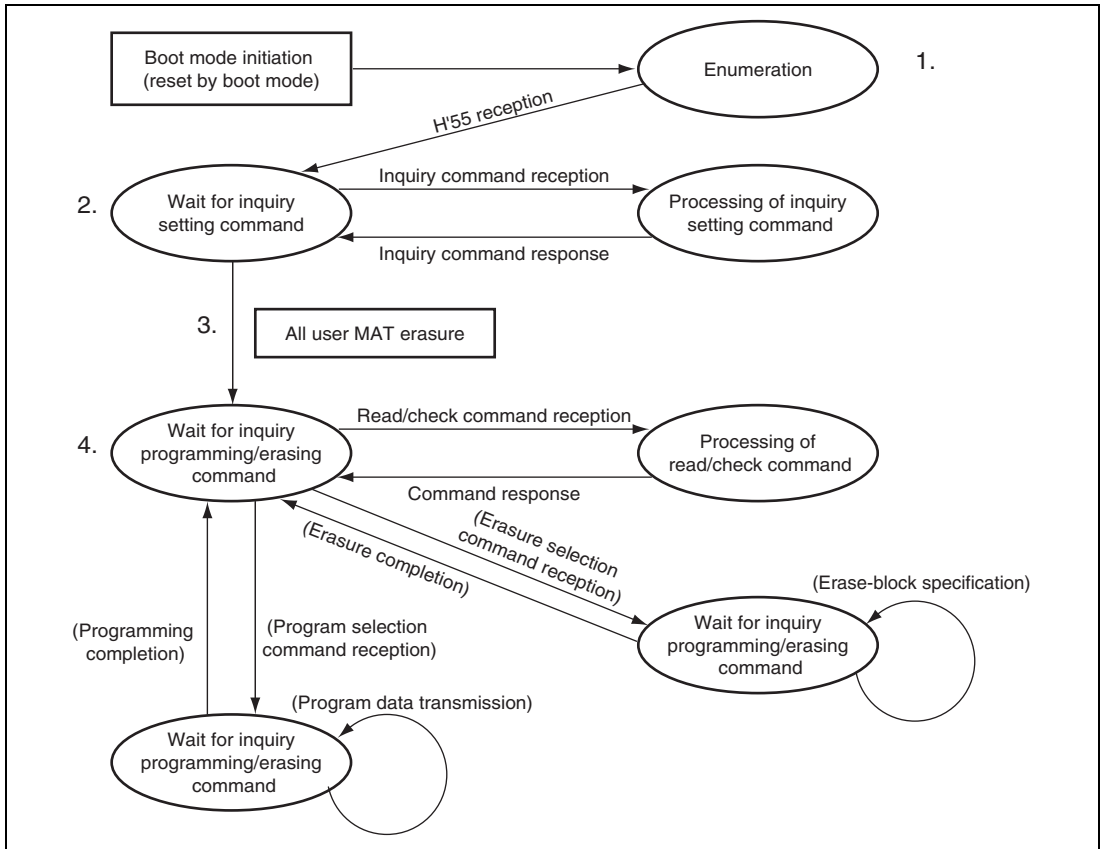 Boot mode initiation
(reset by boot mode)
Enumeration
1.
H'55 reception
2.
Wait for inquiry
setting command
Inquiry command reception
Inquiry command response
Processing of inquiry
setting command
3.
All user MAT erasure
4.
Wait for inquiry
programming/erasing
command
Read/check command reception
Command response
Processing of
read/check command
(Erasure selection
command reception)
(Erasure completion)
(Erase-block specification)
Wait for inquiry
programming/erasing
command
(Programming
completion)
(Program selection
command reception)
(Program data transmission)
Wait for inquiry
programming/erasing
command